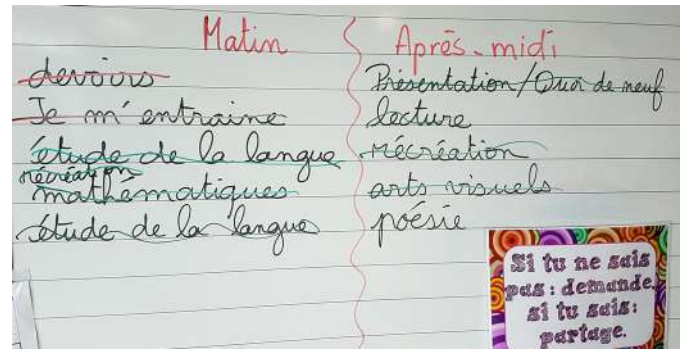 Matin
devoirs
Je m'entraine
étude de la langue
récréation
mathématiques
étude de la langue
Après-midi
Présentation/Quoi de neuf
lecture
récréation
arts visuels
poésie
Si tu ne sais
pas : demande,
si tu sais :
partage.